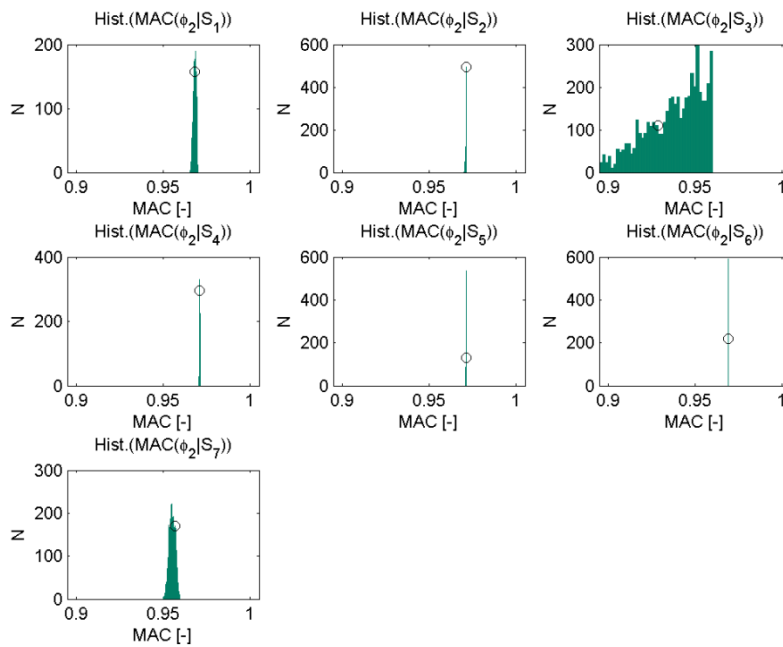 Hist.(MAC(ϕ₂|S₁))
200
100
0
N
0.9 0.95 1
MAC [-]
Hist.(MAC(ϕ₂|S₂))
600
400
200
0
N
0.9 0.95 1
MAC [-]
Hist.(MAC(ϕ₂|S₃))
300
200
100
0
N
0.9 0.95 1
MAC [-]
Hist.(MAC(ϕ₂|S₄))
400
200
0
N
0.9 0.95 1
MAC [-]
Hist.(MAC(ϕ₂|S₅))
600
400
200
0
N
0.9 0.95 1
MAC [-]
Hist.(MAC(ϕ₂|S₆))
600
400
200
0
N
0.9 0.95 1
MAC [-]
Hist.(MAC(ϕ₂|S₇))
300
200
100
0
N
0.9 0.95 1
MAC [-]